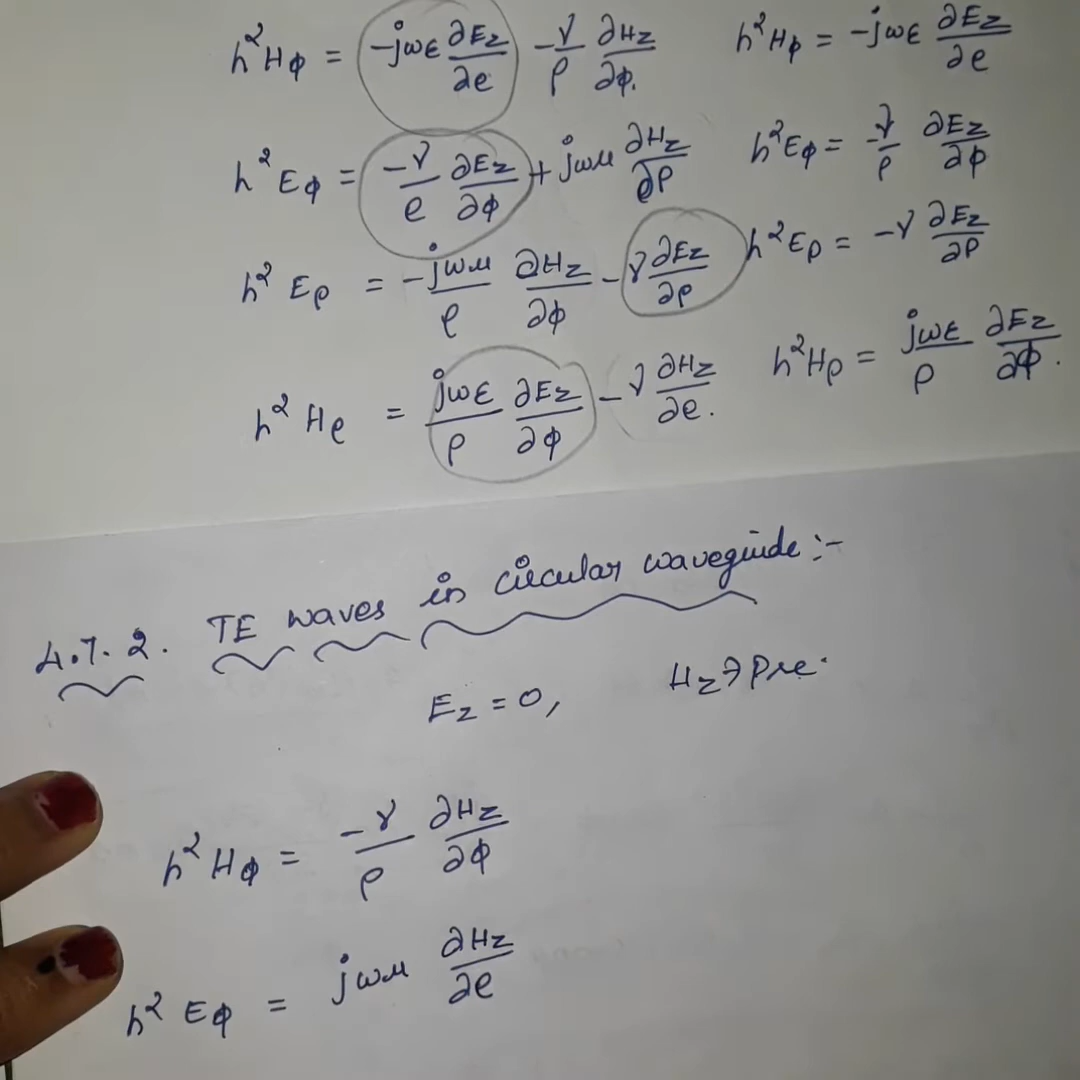 h²Hφ = -jωε ∂Ez/∂ρ - γ/ρ ∂Hz/∂φ. h²Hφ = -jωε ∂Ez/∂ρ
h²Eφ = -γ/ρ ∂Ez/∂φ + jωμ ∂Hz/∂ρ h²Eφ = -γ/ρ ∂Ez/∂φ
h²Eρ = -jωμ/ρ ∂Hz/∂φ - γ ∂Ez/∂ρ h²Eρ = -γ ∂Ez/∂ρ
h²Hρ = jωε/ρ ∂Ez/∂φ - γ ∂Hz/∂ρ. h²Hρ = jωε/ρ ∂Ez/∂φ.
4.7.2. TE waves in circular waveguide :-
Ez = 0, Hz → Pre.
h²Hφ = -γ/ρ ∂Hz/∂φ
h²Eφ = jωμ ∂Hz/∂ρ